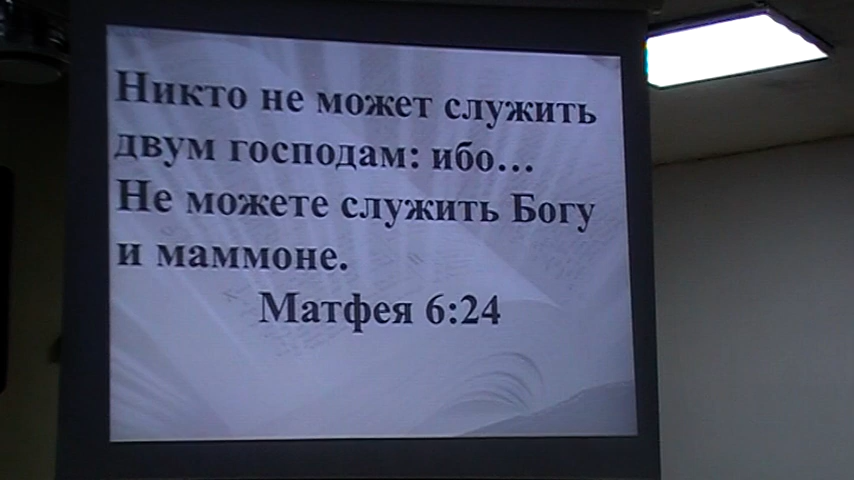 Никто не может служить
двум господам: ибо...
Не можете служить Богу
и маммоне.
Матфея 6:24